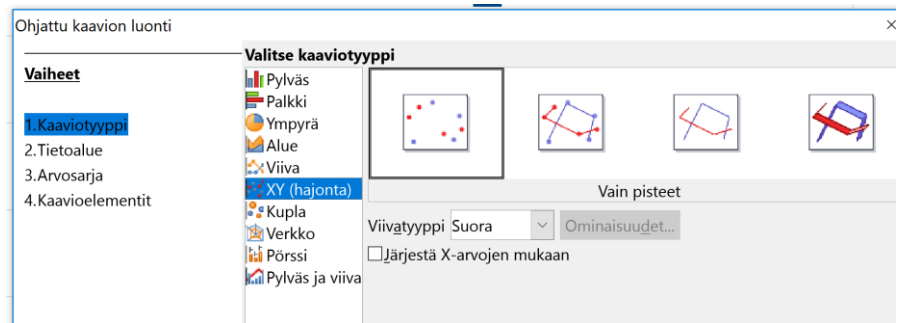 Ohjattu kaavion luonti
Vaiheet
1.Kaaviotyyppi
2.Tietoalue
3.Arvosarja
4.Kaavioelementit
Valitse kaaviotyyppi
Pylväs
Palkki
Ympyrä
Alue
Viiva
XY (hajonta)
Kupla
Verkko
Pörssi
Pylväs ja viiva
Vain pisteet
Viivatyyppi Suora Ominaisuudet...
Järjestä X-arvojen mukaan